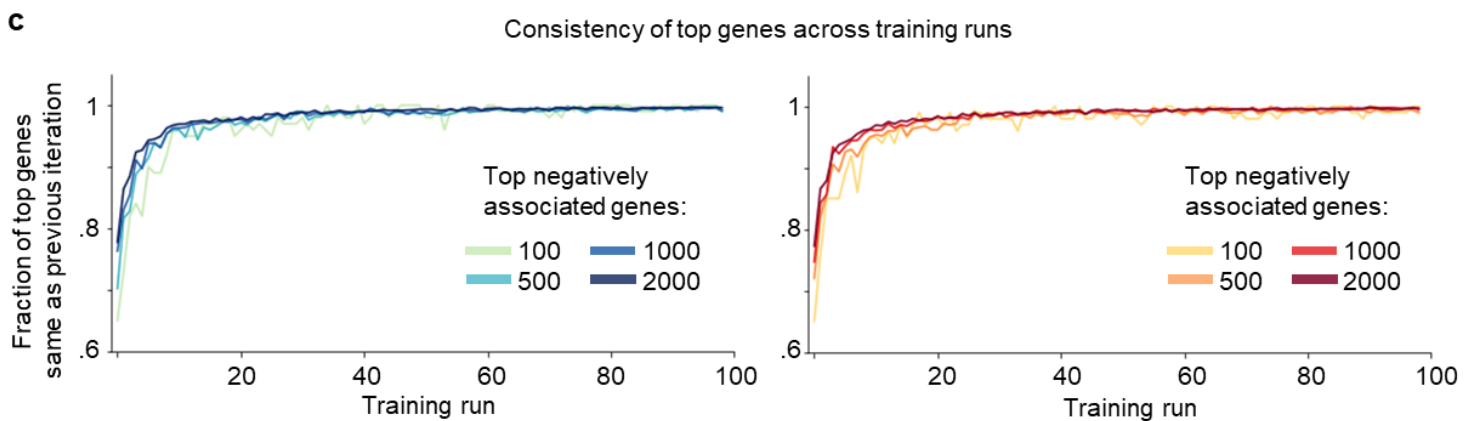 c
Consistency of top genes across training runs
Fraction of top genes
same as previous iteration
1
.8
.6
20
40
60
80
100
Training run
Top negatively
associated genes:
100
1000
500
2000
1
.8
.6
20
40
60
80
100
Training run
Top negatively
associated genes:
100
1000
500
2000